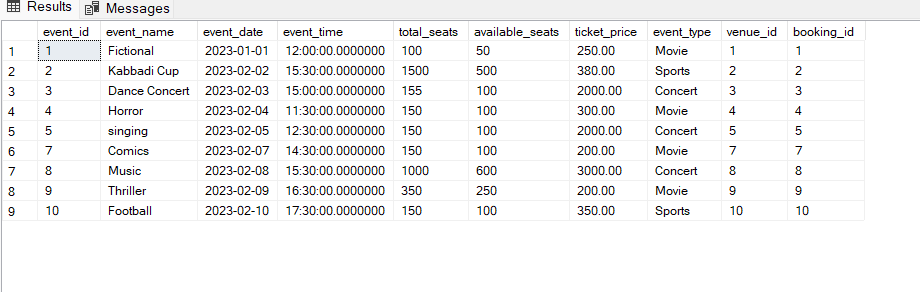 Results Messages
event_id event_name event_date event_time total_seats available_seats ticket_price event_type venue_id booking_id
1 1 Fictional 2023-01-01 12:00:00.0000000 100 50 250.00 Movie 1 1
2 2 Kabbadi Cup 2023-02-02 15:30:00.0000000 1500 500 380.00 Sports 2 2
3 3 Dance Concert 2023-02-03 15:00:00.0000000 155 100 2000.00 Concert 3 3
4 4 Horror 2023-02-04 11:30:00.0000000 150 100 300.00 Movie 4 4
5 5 singing 2023-02-05 12:30:00.0000000 150 100 2000.00 Concert 5 5
6 7 Comics 2023-02-07 14:30:00.0000000 150 100 200.00 Movie 7 7
7 8 Music 2023-02-08 15:30:00.0000000 1000 600 3000.00 Concert 8 8
8 9 Thriller 2023-02-09 16:30:00.0000000 350 250 200.00 Movie 9 9
9 10 Football 2023-02-10 17:30:00.0000000 150 100 350.00 Sports 10 10